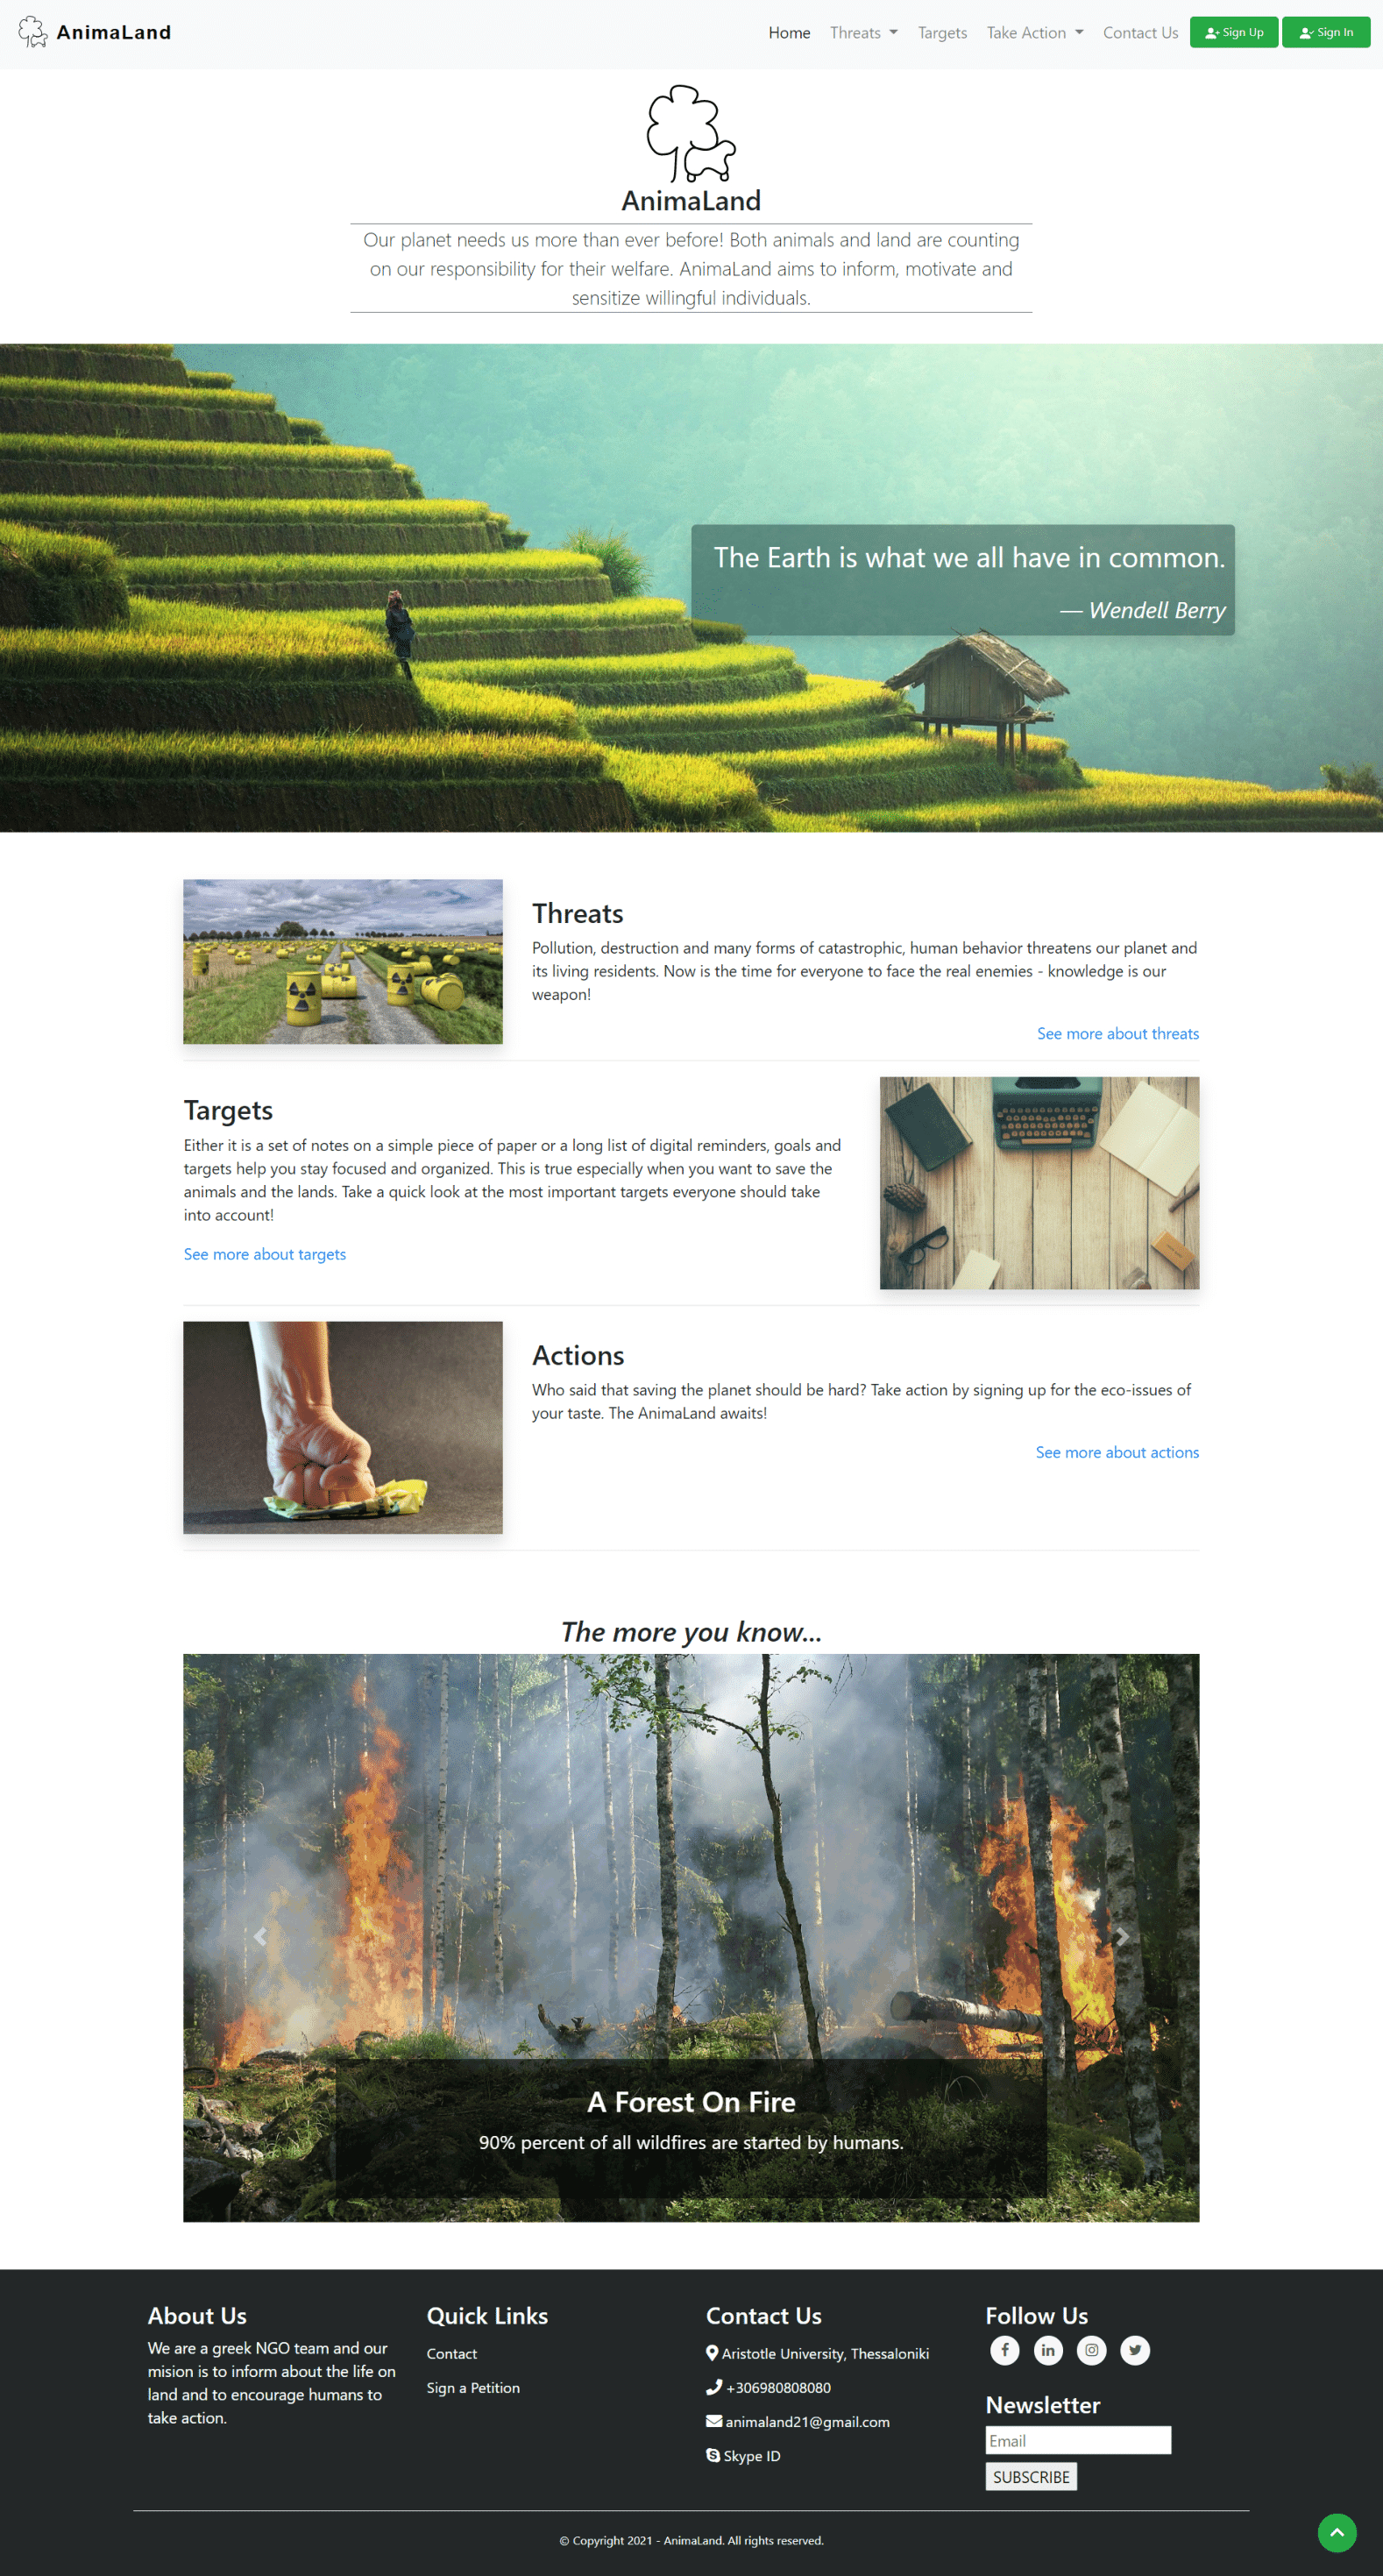 AnimaLand
Home Threats Targets Take Action Contact Us Sign Up Sign In
AnimaLand
Our planet needs us more than ever before! Both animals and land are counting
on our responsibility for their welfare. AnimaLand aims to inform, motivate and
sensitize willingful individuals.
The Earth is what we all have in common.
— Wendell Berry
Threats
Pollution, destruction and many forms of catastrophic, human behavior threatens our planet and
its living residents. Now is the time for everyone to face the real enemies - knowledge is our
weapon!
See more about threats
Targets
Either it is a set of notes on a simple piece of paper or a long list of digital reminders, goals and
targets help you stay focused and organized. This is true especially when you want to save the
animals and the lands. Take a quick look at the most important targets everyone should take
into account!
See more about targets
Actions
Who said that saving the planet should be hard? Take action by signing up for the eco-issues of
your taste. The AnimaLand awaits!
See more about actions
The more you know...
A Forest On Fire
90% percent of all wildfires are started by humans.
About Us
We are a greek NGO team and our
mision is to inform about the life on
land and to encourage humans to
take action.
Quick Links
Contact
Sign a Petition
Contact Us
Aristotle University, Thessaloniki
+306980808080
animaland21@gmail.com
Skype ID
Follow Us
Newsletter
Email
SUBSCRIBE
© Copyright 2021 - AnimaLand. All rights reserved.